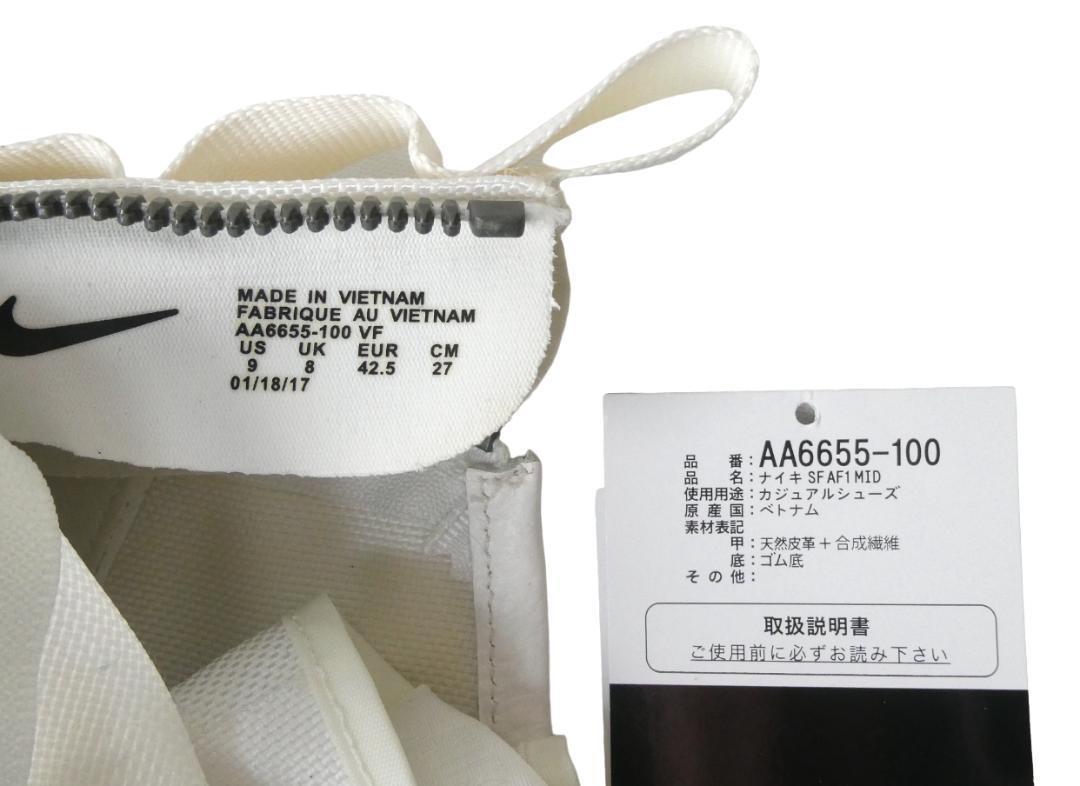 MADE IN VIETNAM
FABRIQUE AU VIETNAM
AA6655-100 VF
US UK EUR CM
9 8 42.5 27
01/18/17
品 番：AA6655-100
品 名：ナイキ SF AF1 MID
使用用途：カジュアルシューズ
原 産 国：ベトナム
素材表記
甲：天然皮革＋合成繊維
底：ゴム底
そ の 他：
取扱説明書
ご使用前に必ずお読み下さい